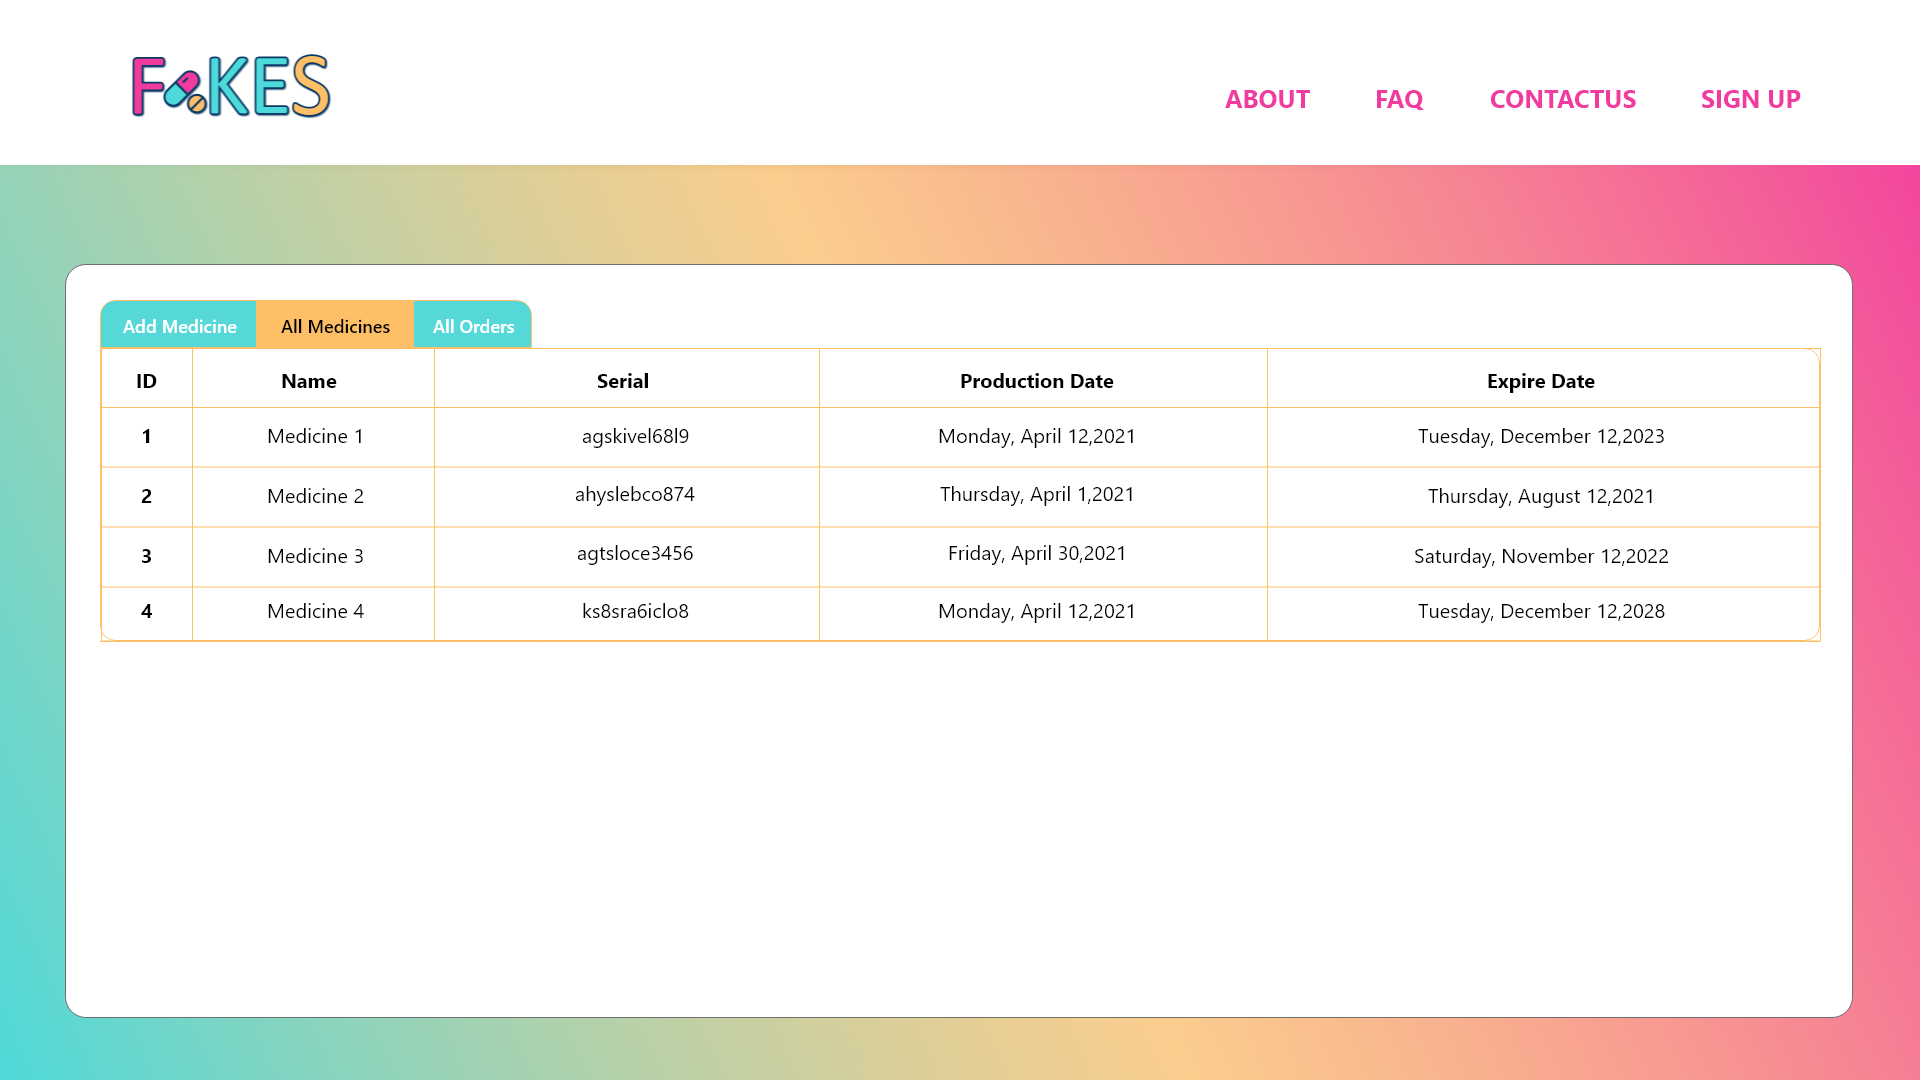 FAKES
ABOUT FAQ CONTACTUS SIGN UP
Add Medicine All Medicines All Orders
ID Name Serial Production Date Expire Date
1 Medicine 1 agskivel68l9 Monday, April 12,2021 Tuesday, December 12,2023
2 Medicine 2 ahyslebco874 Thursday, April 1,2021 Thursday, August 12,2021
3 Medicine 3 agtsloce3456 Friday, April 30,2021 Saturday, November 12,2022
4 Medicine 4 ks8sra6iclo8 Monday, April 12,2021 Tuesday, December 12,2028